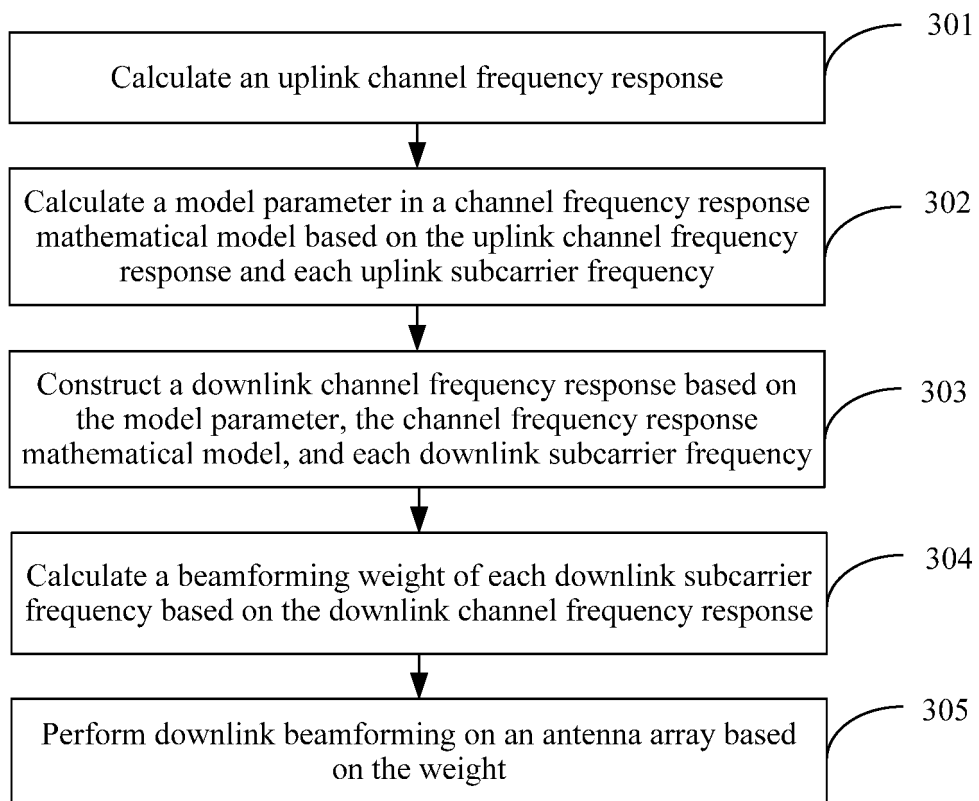 301
Calculate an uplink channel frequency response
302
Calculate a model parameter in a channel frequency response
mathematical model based on the uplink channel frequency
response and each uplink subcarrier frequency
303
Construct a downlink channel frequency response based on
the model parameter, the channel frequency response
mathematical model, and each downlink subcarrier frequency
304
Calculate a beamforming weight of each downlink subcarrier
frequency based on the downlink channel frequency response
305
Perform downlink beamforming on an antenna array based
on the weight